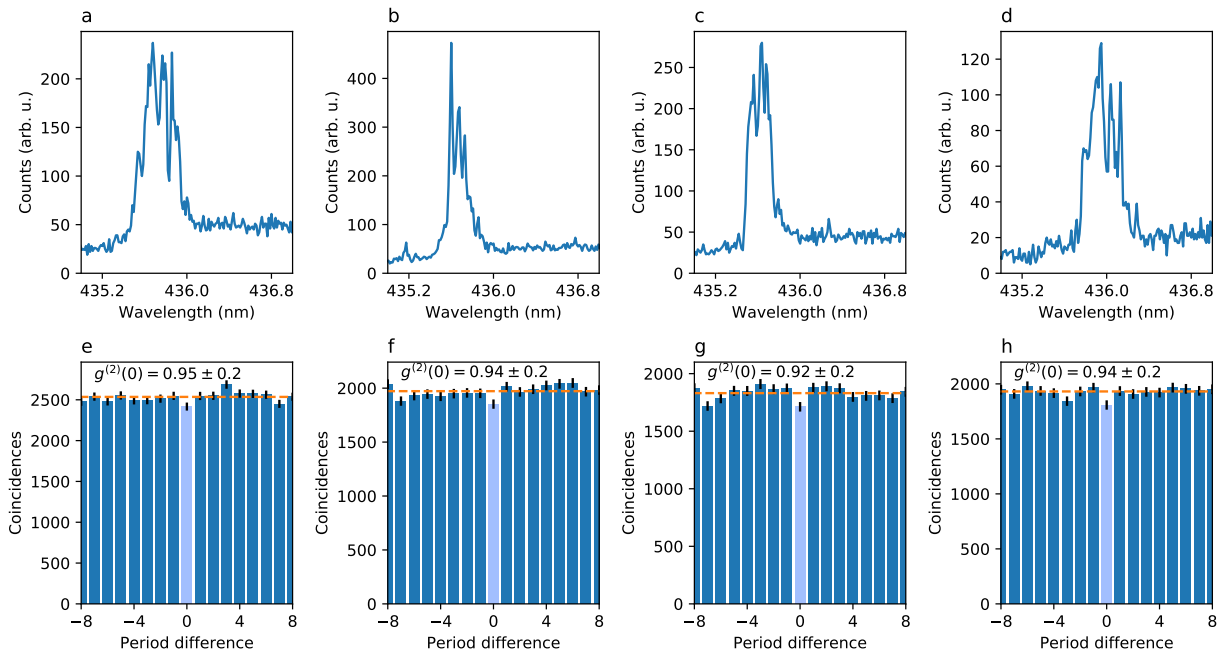 a
b
c
d
Counts (arb. u.)
200
150
100
50
0
435.2
436.0
436.8
Wavelength (nm)
Counts (arb. u.)
400
300
200
100
0
435.2
436.0
436.8
Wavelength (nm)
Counts (arb. u.)
250
200
150
100
50
0
435.2
436.0
436.8
Wavelength (nm)
Counts (arb. u.)
120
100
80
60
40
20
0
435.2
436.0
436.8
Wavelength (nm)
e
g⁽²⁾(0) = 0.95 ± 0.2
Coincidences
2500
2000
1500
1000
500
0
−8
−4
0
4
8
Period difference
f
g⁽²⁾(0) = 0.94 ± 0.2
Coincidences
2000
1500
1000
500
0
−8
−4
0
4
8
Period difference
g
g⁽²⁾(0) = 0.92 ± 0.2
Coincidences
2000
1500
1000
500
0
−8
−4
0
4
8
Period difference
h
g⁽²⁾(0) = 0.94 ± 0.2
Coincidences
2000
1500
1000
500
0
−8
−4
0
4
8
Period difference